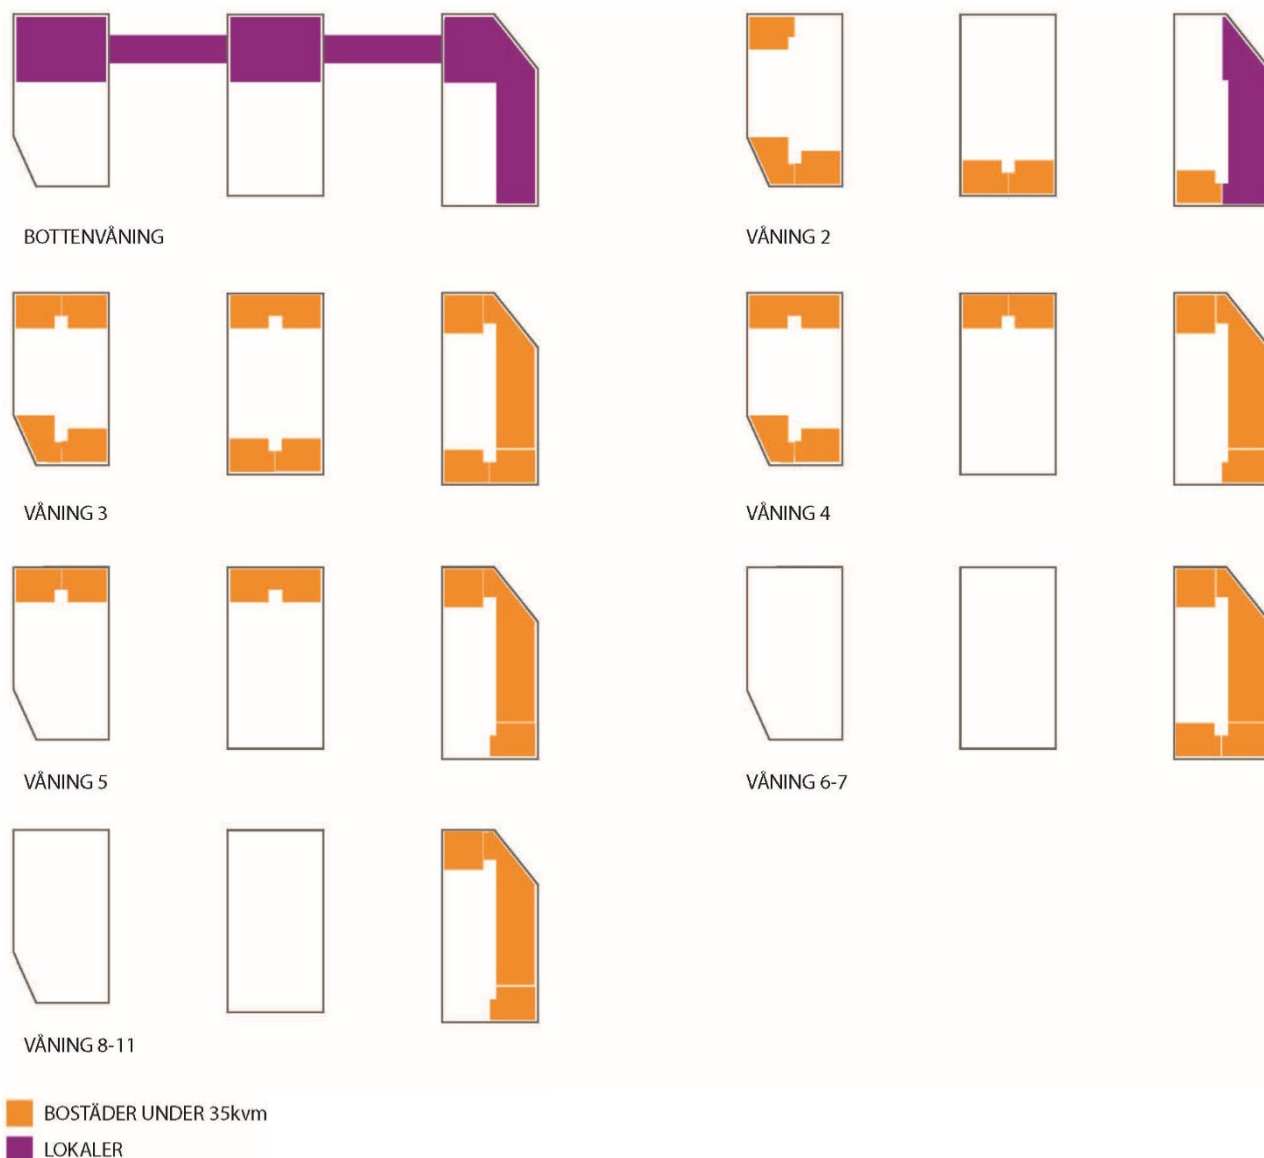 BOTTENVÅNING
VÅNING 2
VÅNING 3
VÅNING 4
VÅNING 5
VÅNING 6-7
VÅNING 8-11
BOSTÄDER UNDER 35kvm
LOKALER